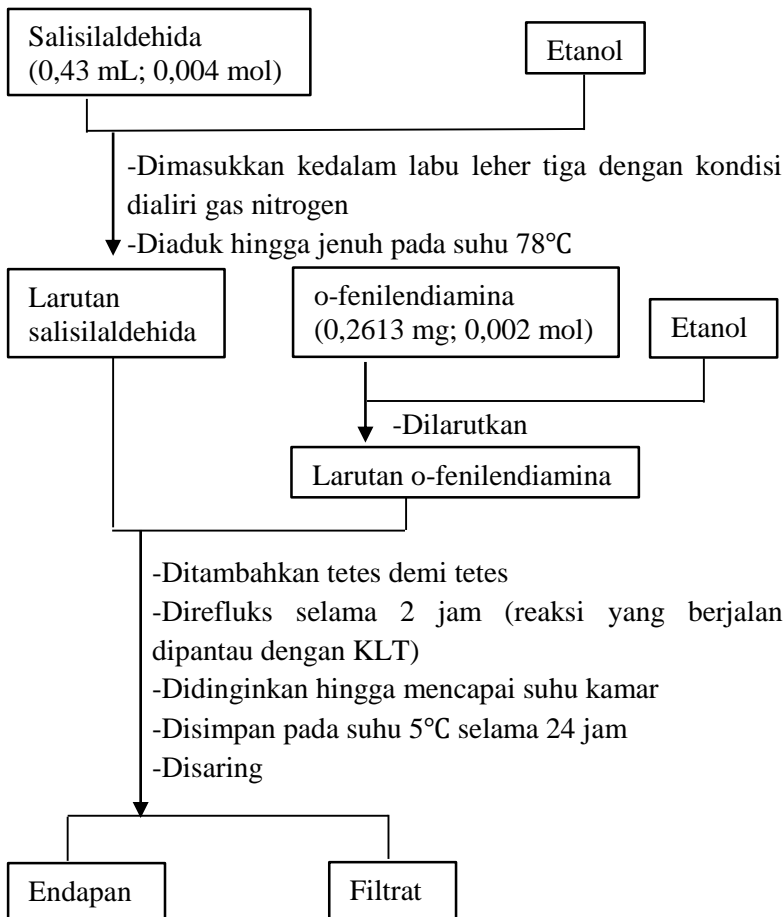 Salisilaldehida
(0,43 mL; 0,004 mol)
Etanol
-Dimasukkan kedalam labu leher tiga dengan kondisi
dialiri gas nitrogen
-Diaduk hingga jenuh pada suhu 78℃
Larutan
salisilaldehida
o-fenilendiamina
(0,2613 mg; 0,002 mol)
Etanol
-Dilarutkan
Larutan o-fenilendiamina
-Ditambahkan tetes demi tetes
-Direfluks selama 2 jam (reaksi yang berjalan
dipantau dengan KLT)
-Didinginkan hingga mencapai suhu kamar
-Disimpan pada suhu 5℃ selama 24 jam
-Disaring
Endapan
Filtrat